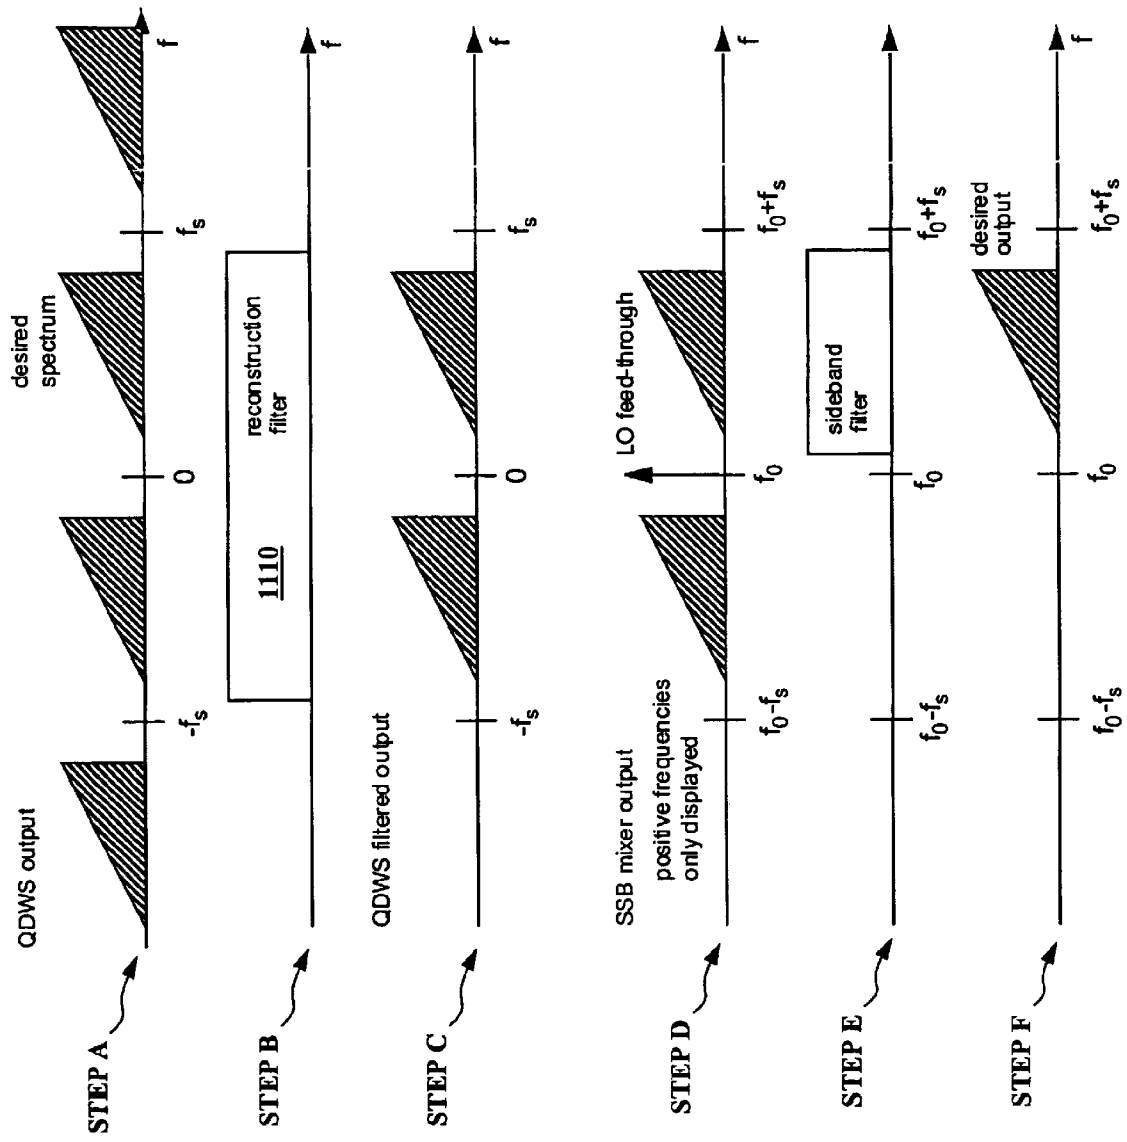 STEP A
QDWS output
desired
spectrum
-fs
0
fs
f
STEP B
1110
reconstruction
filter
f
STEP C
QDWS filtered output
-fs
0
fs
f
STEP D
SSB mixer output
positive frequencies
only displayed
LO feed-through
f0-fs
f0
f0+fs
f
STEP E
sideband
filter
f0-fs
f0
f0+fs
STEP F
desired
output
f0-fs
f0
f0+fs
f